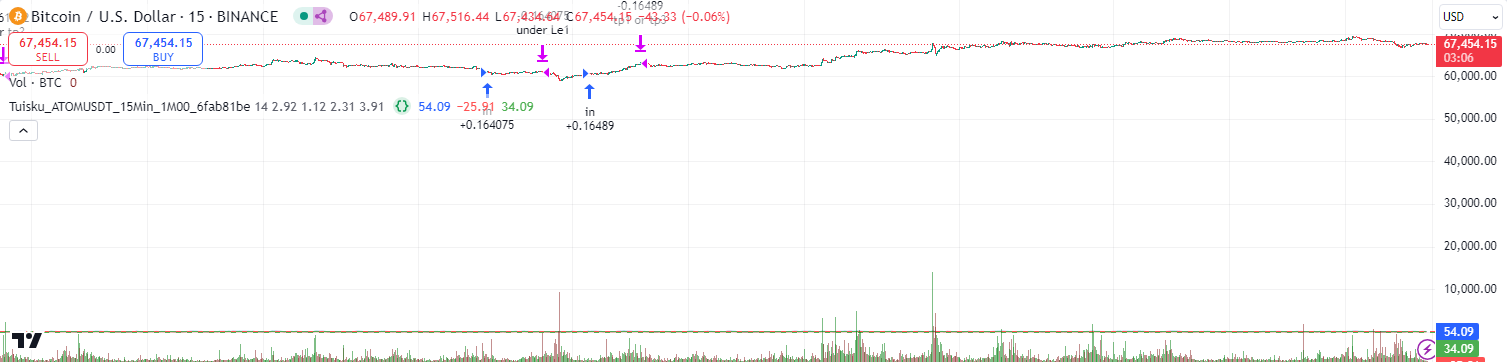 Bitcoin / U.S. Dollar · 15 · BINANCE
O67,489.91 H67,516.44 L67,434.64 C67,454.15 −43.33 (−0.06%)
-0.16489
under Le1
USD
67,454.15
SELL
0.00
67,454.15
BUY
67,454.15
03:06
Vol · BTC 0
60,000.00
Tuisku_ATOMUSDT_15Min_1M00_6fab81be 14 2.92 1.12 2.31 3.91 {} 54.09 −25.91 34.09
in
in
+0.164075
+0.16489
50,000.00
40,000.00
30,000.00
20,000.00
10,000.00
54.09
34.09